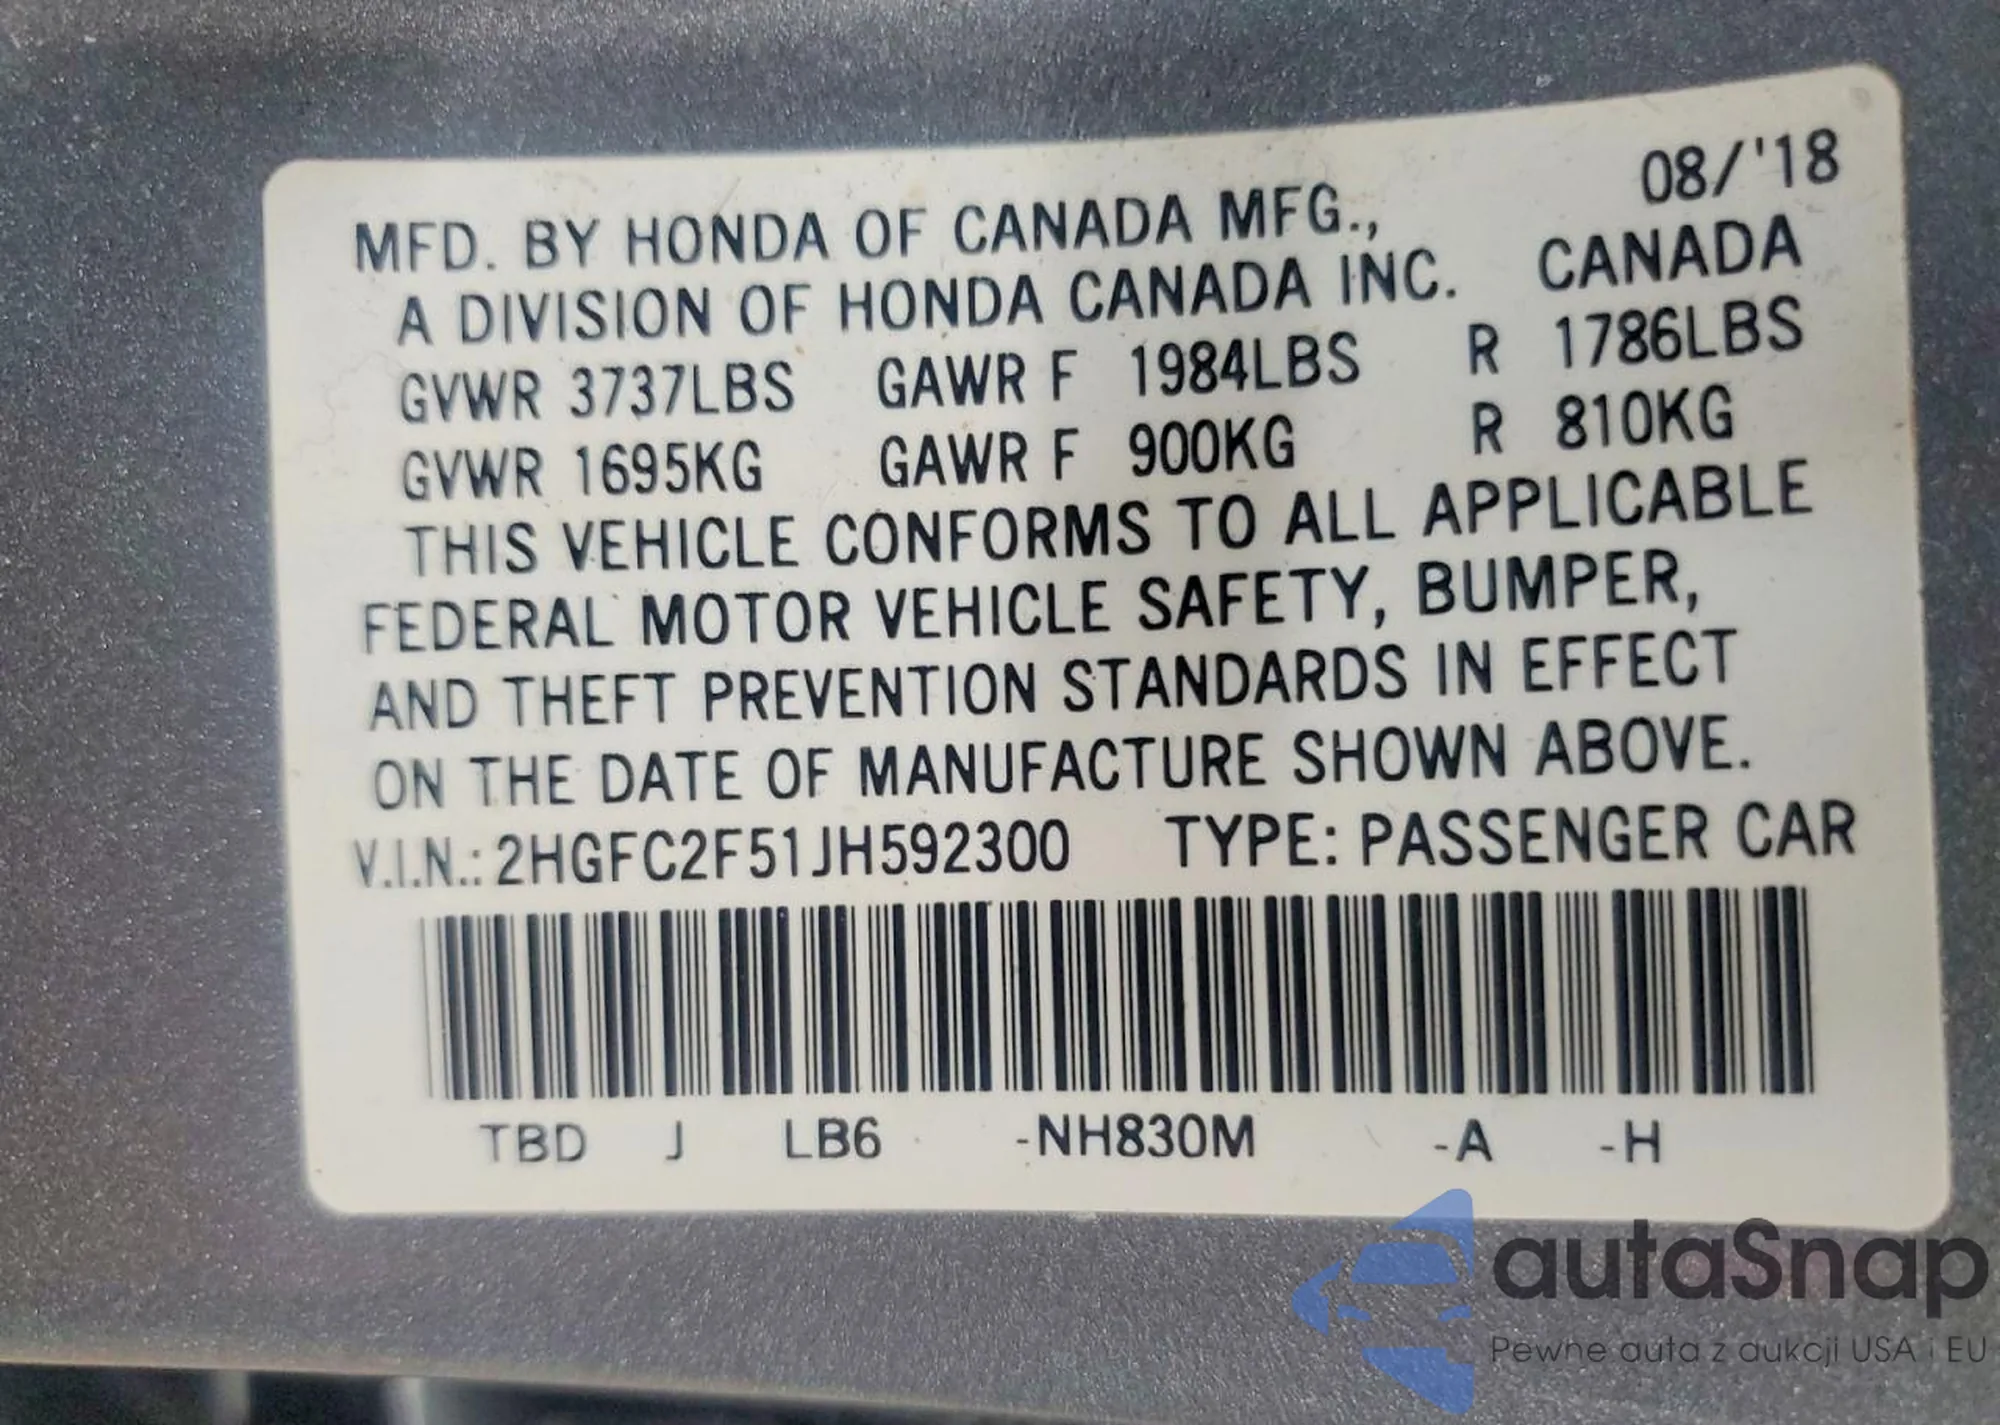 08/'18
MFD. BY HONDA OF CANADA MFG.,
A DIVISION OF HONDA CANADA INC. CANADA
GVWR 3737LBS GAWR F 1984LBS R 1786LBS
GVWR 1695KG GAWR F 900KG R 810KG
THIS VEHICLE CONFORMS TO ALL APPLICABLE
FEDERAL MOTOR VEHICLE SAFETY, BUMPER,
AND THEFT PREVENTION STANDARDS IN EFFECT
ON THE DATE OF MANUFACTURE SHOWN ABOVE.
V.I.N.: 2HGFC2F51JH592300 TYPE: PASSENGER CAR
TBD J LB6 -NH830M -A -H
autaSnap
Pewne auta z aukcji USA i EU